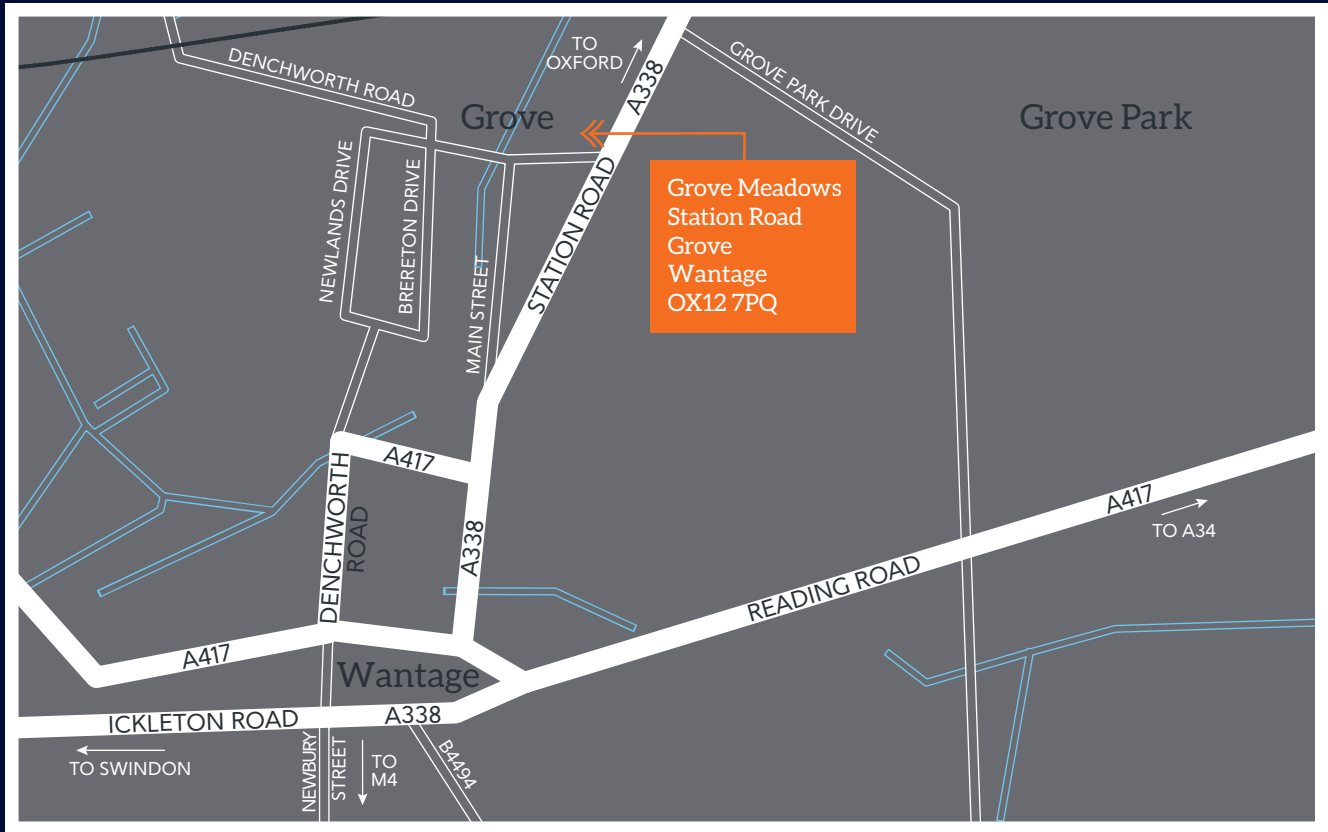 TO
OXFORD
A338
GROVE PARK DRIVE
DENCHWORTH ROAD
Grove
Grove Park
NEWLANDS DRIVE
BRERETON DRIVE
MAIN STREET
STATION ROAD
Grove Meadows
Station Road
Grove
Wantage
OX12 7PQ
A417
DENCHWORTH
ROAD
A338
A417
TO A34
READING ROAD
A417
Wantage
ICKLETON ROAD
A338
TO SWINDON
NEWBURY
STREET
TO
M4
B4494